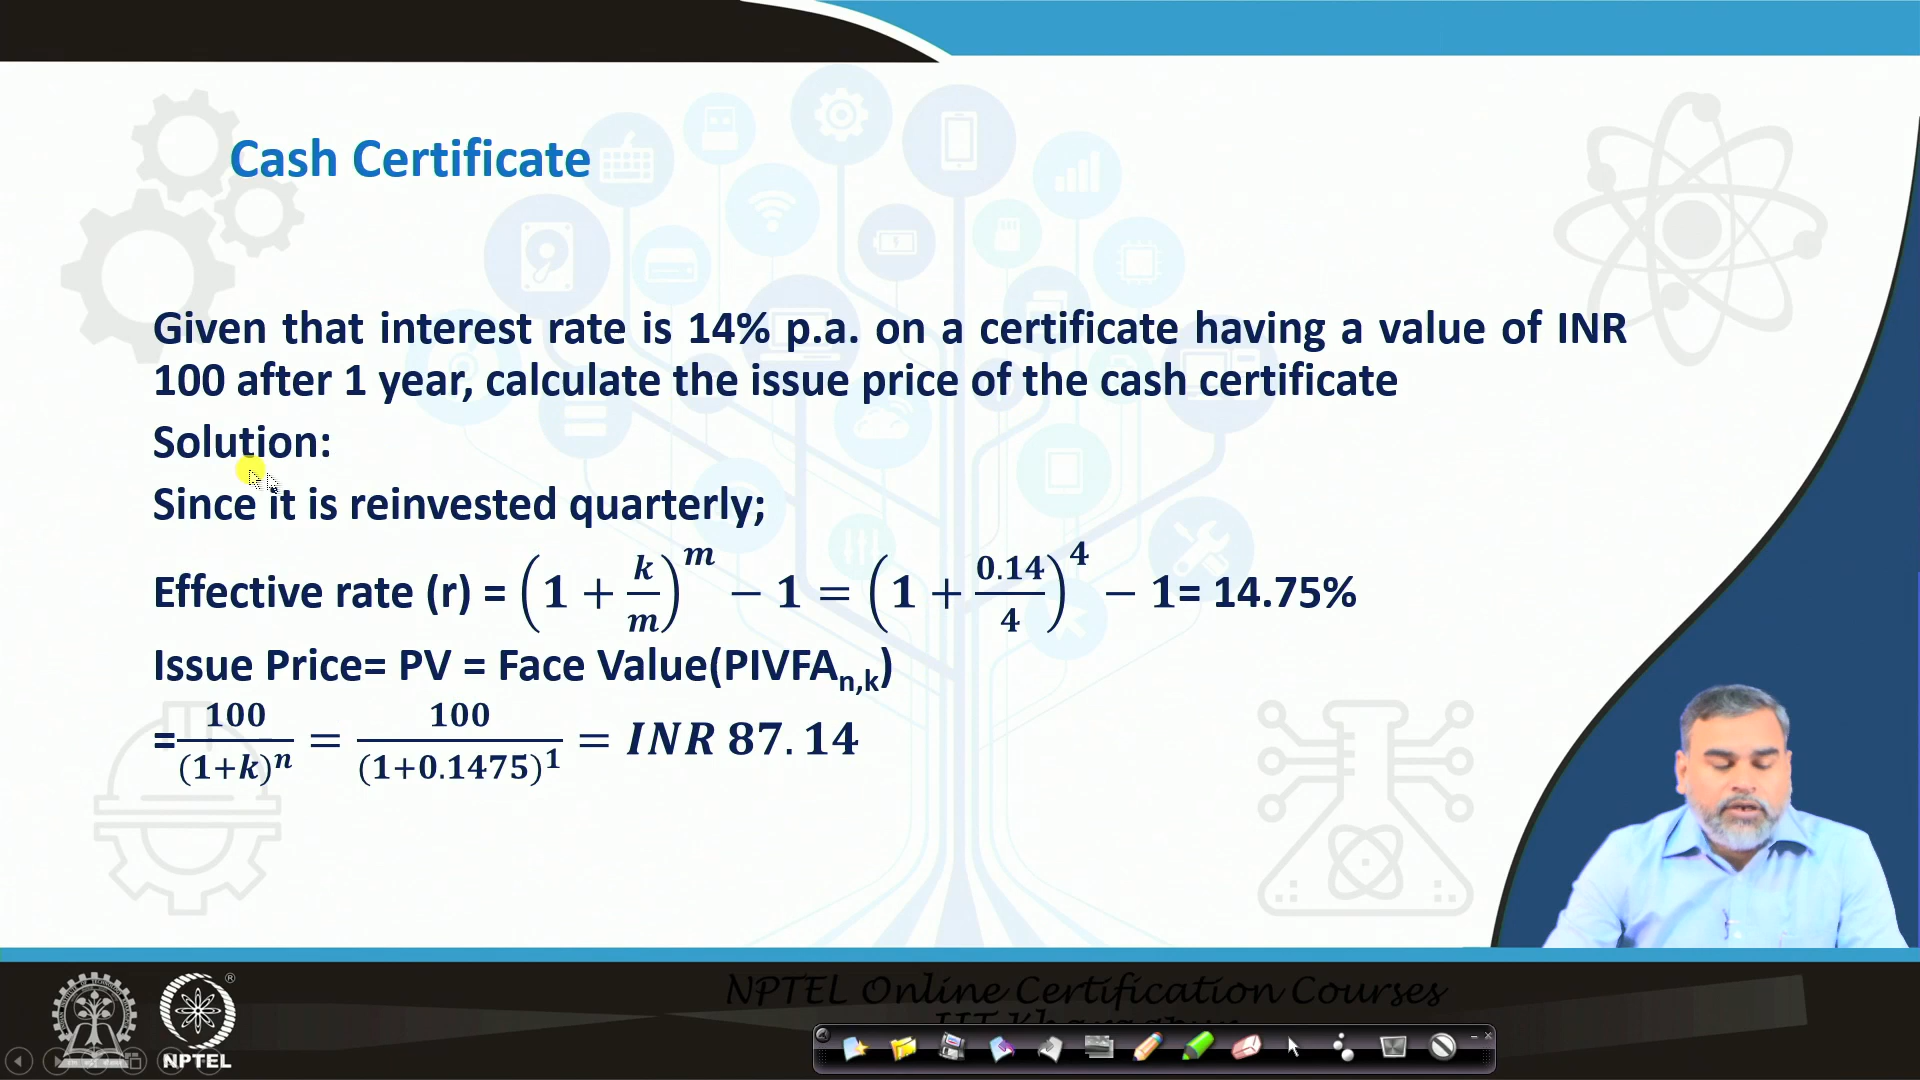 Cash Certificate
Given that interest rate is 14% p.a. on a certificate having a value of INR
100 after 1 year, calculate the issue price of the cash certificate
Solution:
Since it is reinvested quarterly;
Effective rate (r) = (1 + k/m)^m − 1 = (1 + 0.14/4)^4 − 1= 14.75%
Issue Price= PV = Face Value(PIVFA_n,k)
=100/(1+k)^n = 100/(1+0.1475)^1 = INR 87.14
NPTEL Online Certification Courses
NPTEL
®